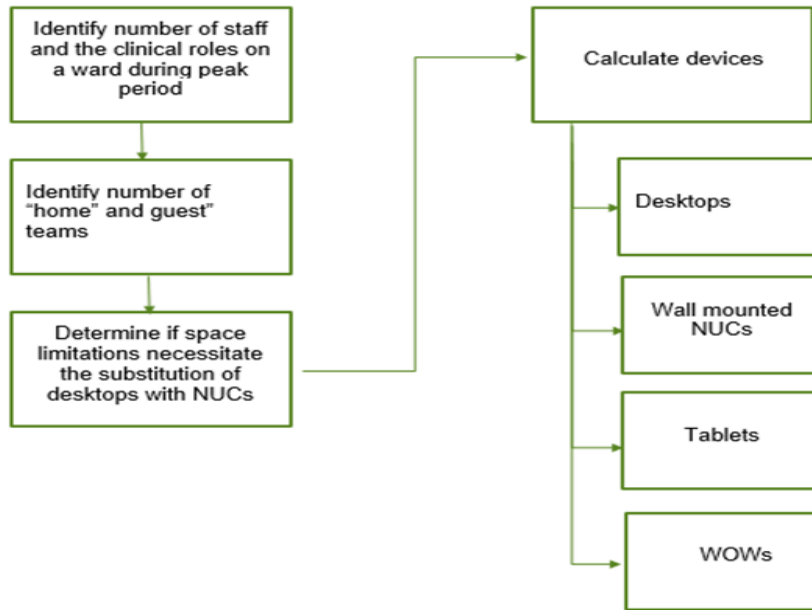 Identify number of staff
and the clinical roles on
a ward during peak
period
Identify number of
“home” and guest”
teams
Determine if space
limitations necessitate
the substitution of
desktops with NUCs
Calculate devices
Desktops
Wall mounted
NUCs
Tablets
WOWs